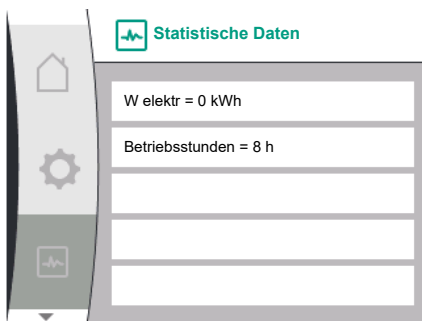 Statistische Daten
W elektr = 0 kWh
Betriebsstunden = 8 h